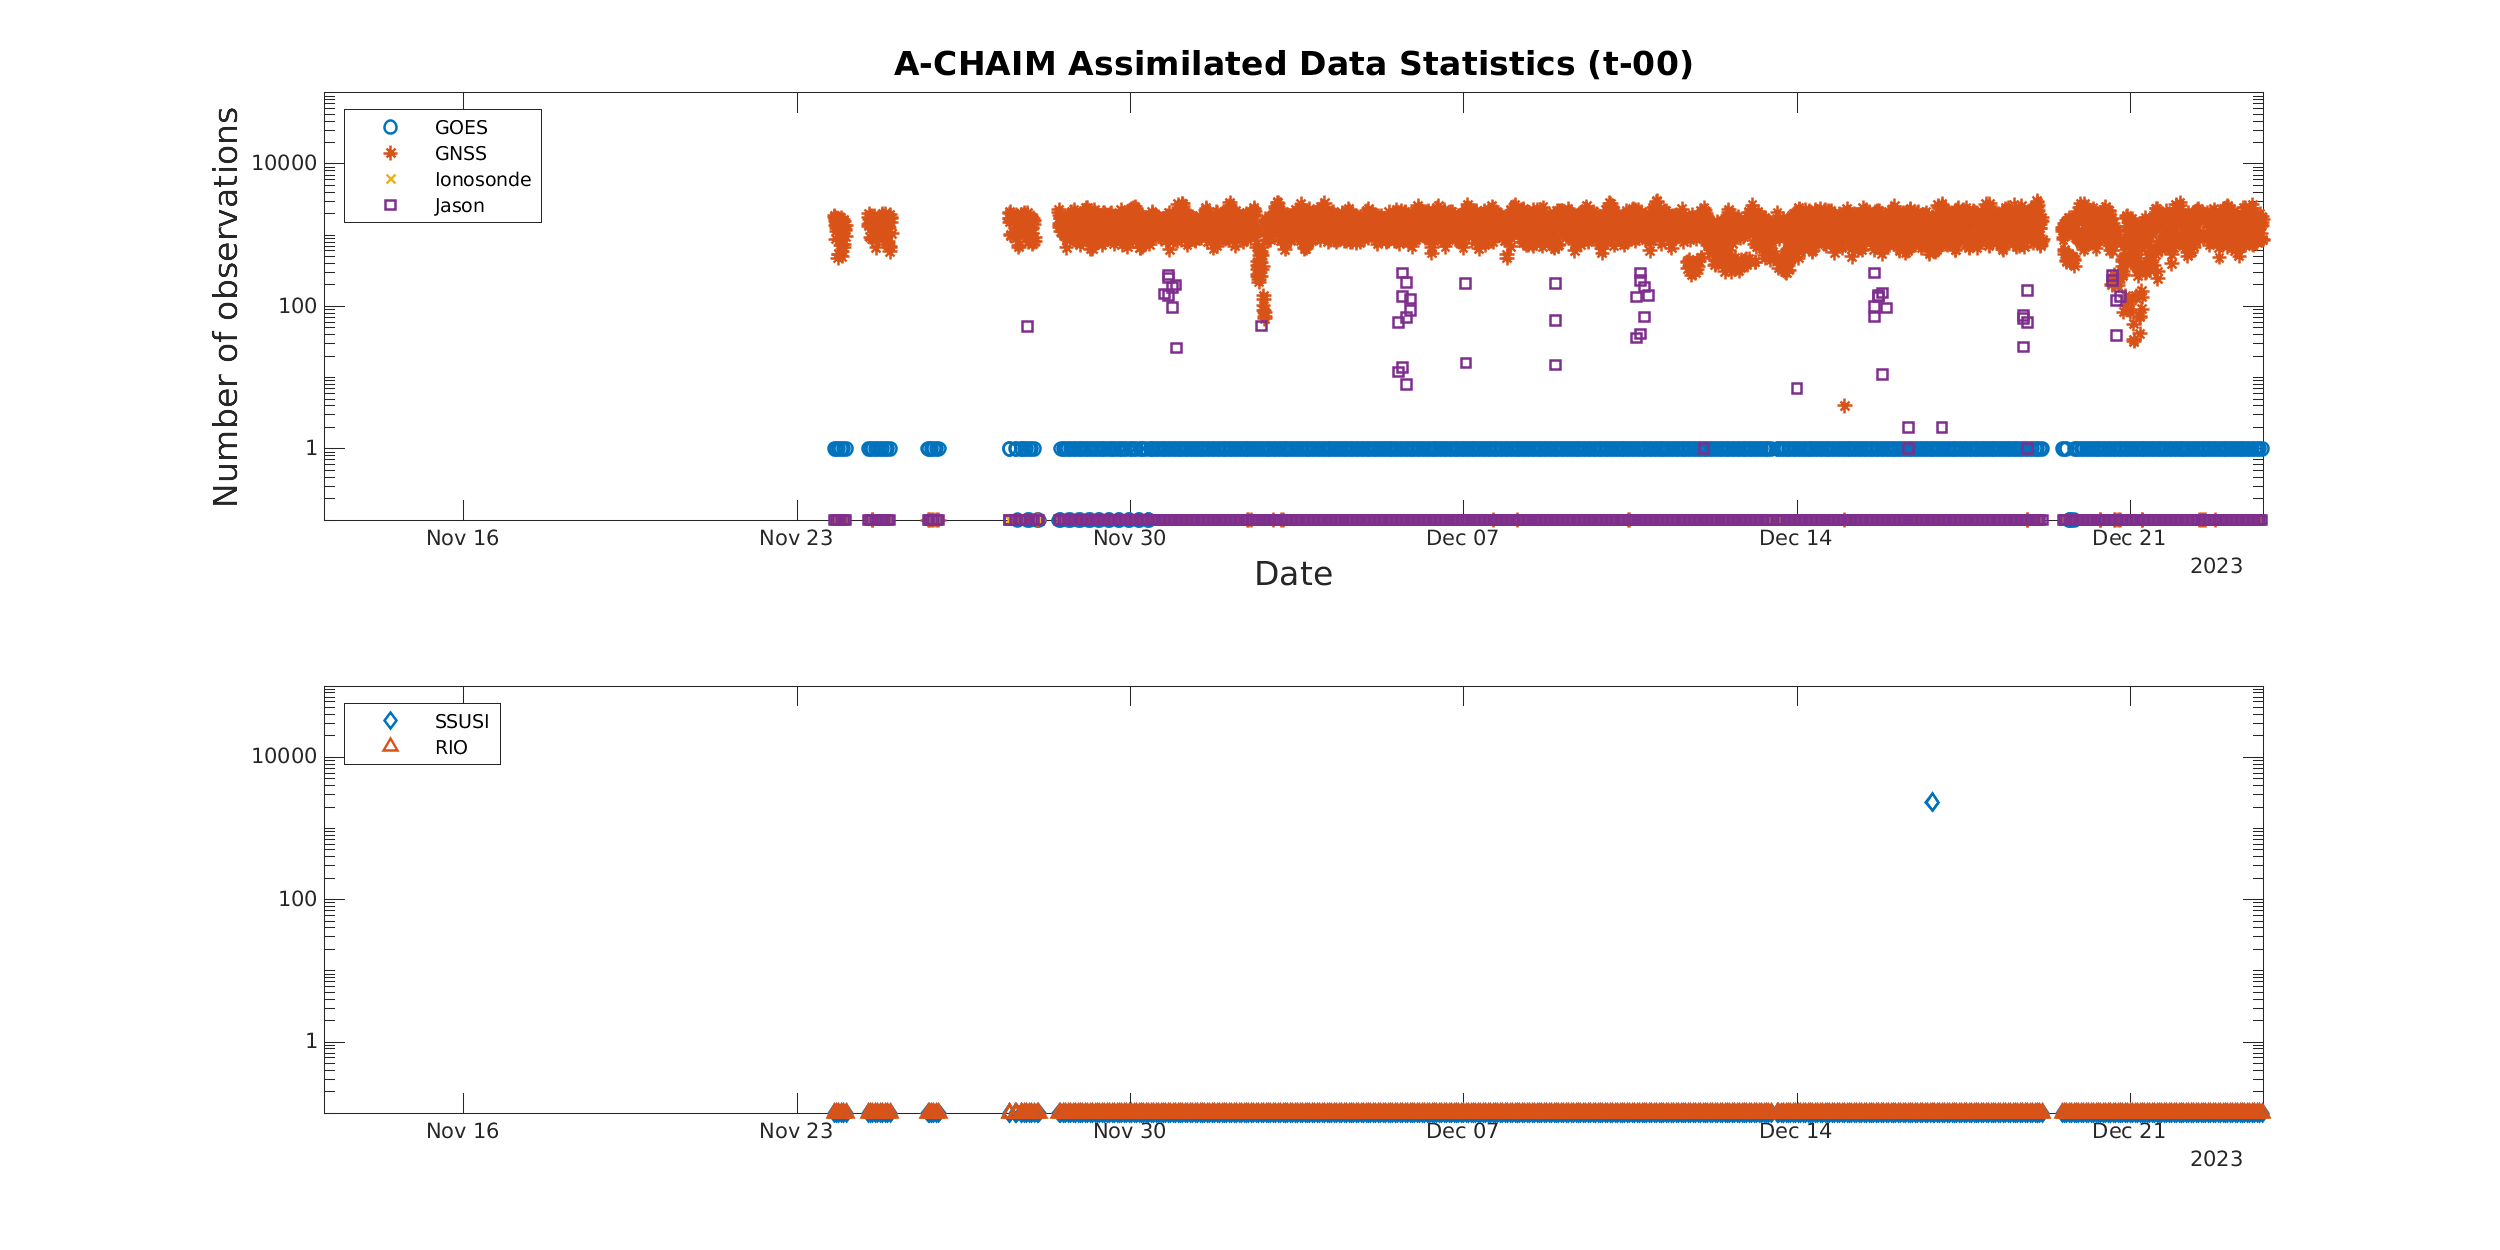 A-CHAIM Assimilated Data Statistics (t-00)
Number of observations
GOES
GNSS
Ionosonde
Jason
10000
100
1
Nov 16 Nov 23 Nov 30 Dec 07 Dec 14 Dec 21
2023
Date
SSUSI
RIO
10000
100
1
Nov 16 Nov 23 Nov 30 Dec 07 Dec 14 Dec 21
2023